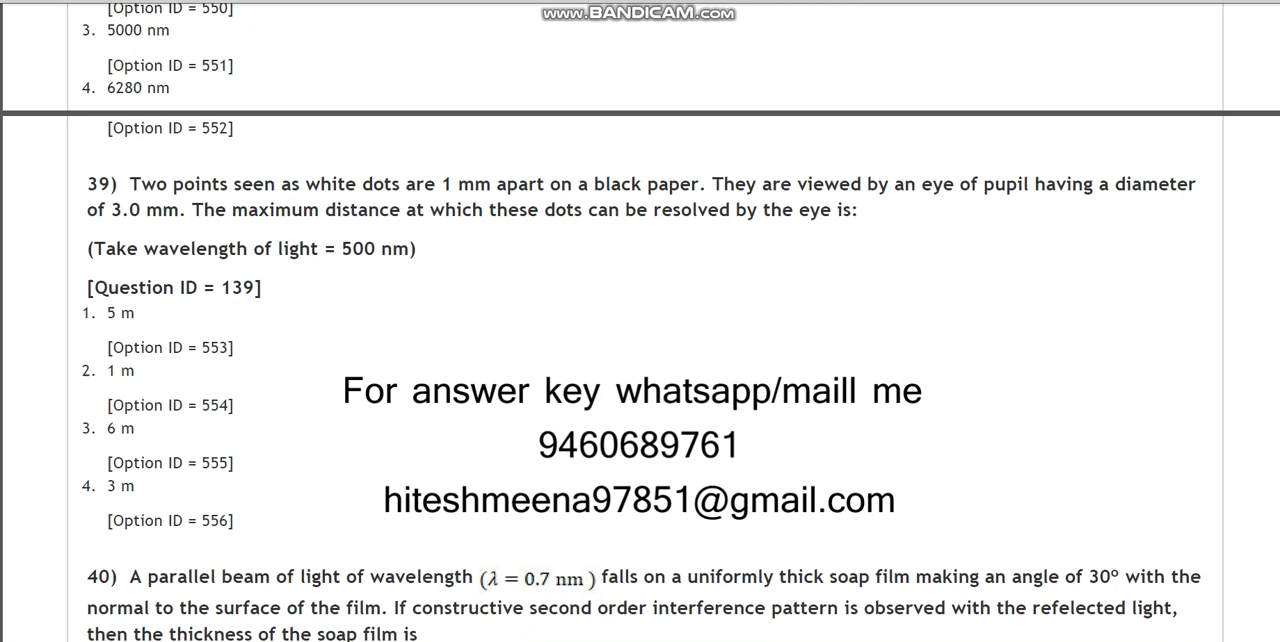 [Option ID = 550]
www.BANDICAM.com
3. 5000 nm
[Option ID = 551]
4. 6280 nm
[Option ID = 552]
39) Two points seen as white dots are 1 mm apart on a black paper. They are viewed by an eye of pupil having a diameter
of 3.0 mm. The maximum distance at which these dots can be resolved by the eye is:
(Take wavelength of light = 500 nm)
[Question ID = 139]
1. 5 m
[Option ID = 553]
2. 1 m
[Option ID = 554]
3. 6 m
[Option ID = 555]
4. 3 m
[Option ID = 556]
For answer key whatsapp/maill me
9460689761
hiteshmeena97851@gmail.com
40) A parallel beam of light of wavelength (λ = 0.7 nm) falls on a uniformly thick soap film making an angle of 30º with the
normal to the surface of the film. If constructive second order interference pattern is observed with the refelected light,
then the thickness of the soap film is